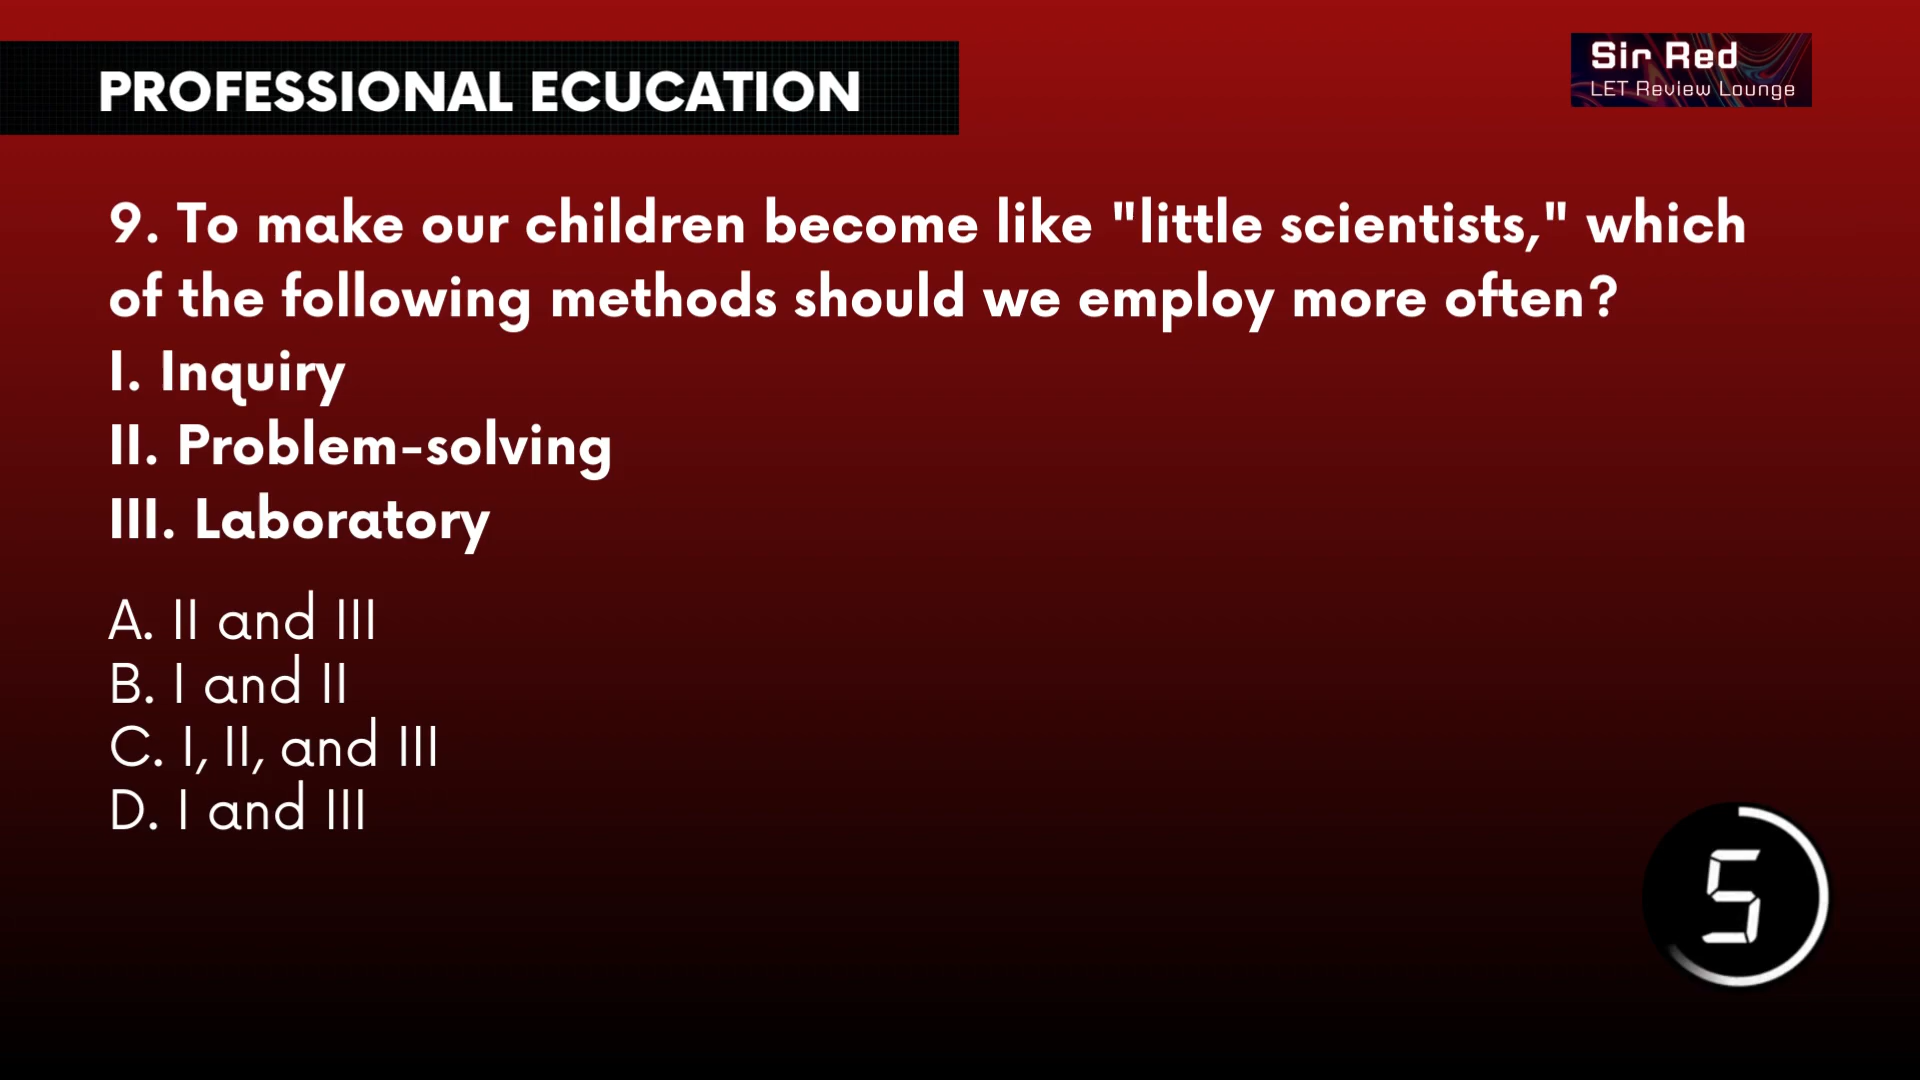 PROFESSIONAL ECUCATION
Sir Red
LET Review Lounge
9. To make our children become like "little scientists," which
of the following methods should we employ more often?
I. Inquiry
II. Problem-solving
III. Laboratory
A. II and III
B. I and II
C. I, II, and III
D. I and III
5